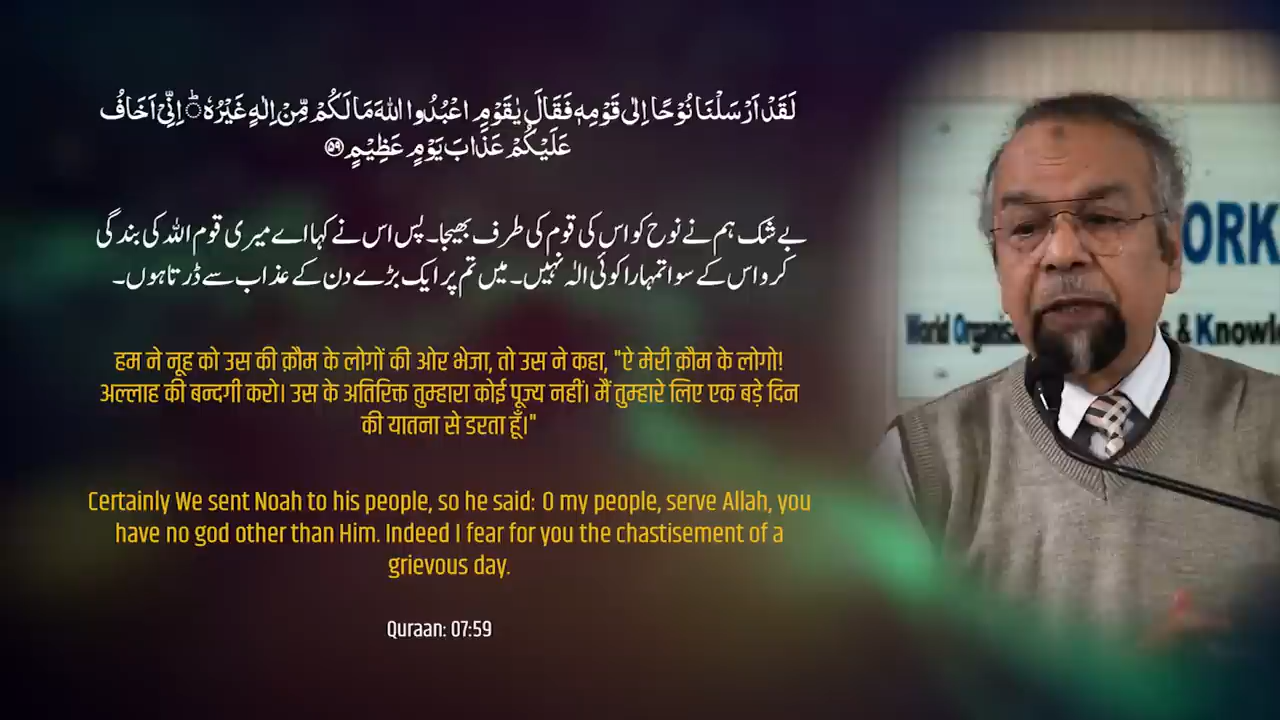 لَقَدْ اَرْسَلْنَا نُوْحًا اِلٰى قَوْمِهٖ فَقَالَ يٰقَوْمِ اعْبُدُوا اللّٰهَ مَا لَكُمْ مِّنْ اِلٰهٍ غَيْرُهٗ ؕ اِنِّيْٓ اَخَافُ
عَلَيْكُمْ عَذَابَ يَوْمٍ عَظِيْمٍ ﴿۵۹﴾
بے شک ہم نے نوح کو اس کی قوم کی طرف بھیجا۔ پس اس نے کہا اے میری قوم اللہ کی بندگی
کرو اس کے سوا تمہارا کوئی الٰہ نہیں۔ میں تم پر ایک بڑے دن کے عذاب سے ڈرتا ہوں۔
हम ने नूह को उस की क़ौम के लोगों की ओर भेजा, तो उस ने कहा, "ऐ मेरी क़ौम के लोगो!
अल्लाह की बन्दगी करो। उस के अतिरिक्त तुम्हारा कोई पूज्य नहीं। मैं तुम्हारे लिए एक बड़े दिन
की यातना से डरता हूँ।"
Certainly We sent Noah to his people, so he said: O my people, serve Allah, you
have no god other than Him. Indeed I fear for you the chastisement of a
grievous day.
Quraan: 07:59
ORK
World Organis & Knowl